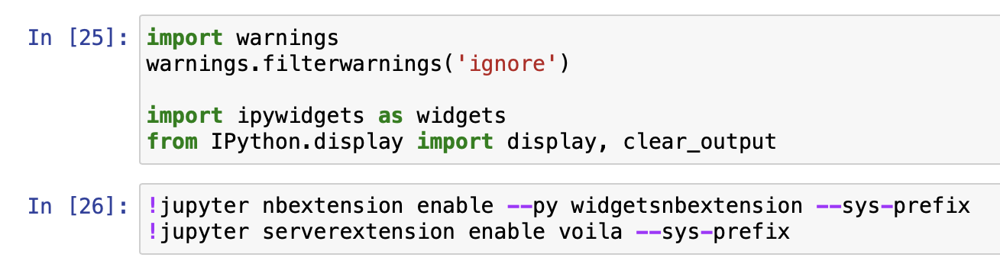 In [25]: import warnings
warnings.filterwarnings('ignore')
import ipywidgets as widgets
from IPython.display import display, clear_output
In [26]: !jupyter nbextension enable --py widgetsnbextension --sys-prefix
!jupyter serverextension enable voila --sys-prefix